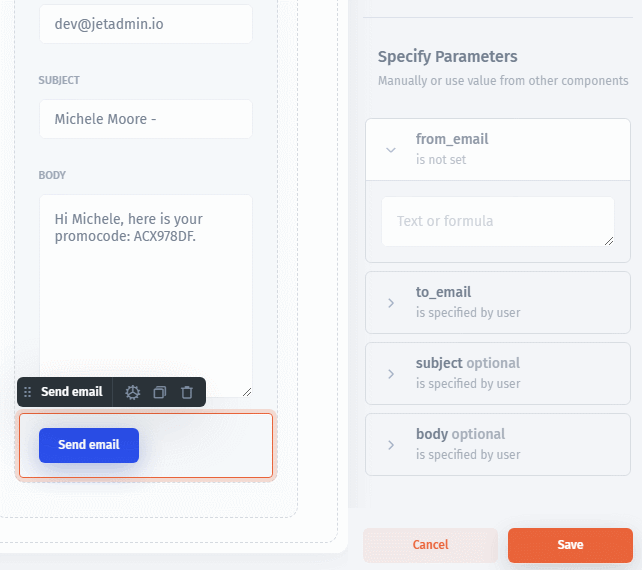 dev@jetadmin.io
SUBJECT
Michele Moore -
BODY
Hi Michele, here is your
promocode: ACX978DF.
Send email
Send email
Specify Parameters
Manually or use value from other components
from_email
is not set
Text or formula
to_email
is specified by user
subject optional
is specified by user
body optional
is specified by user
Cancel
Save